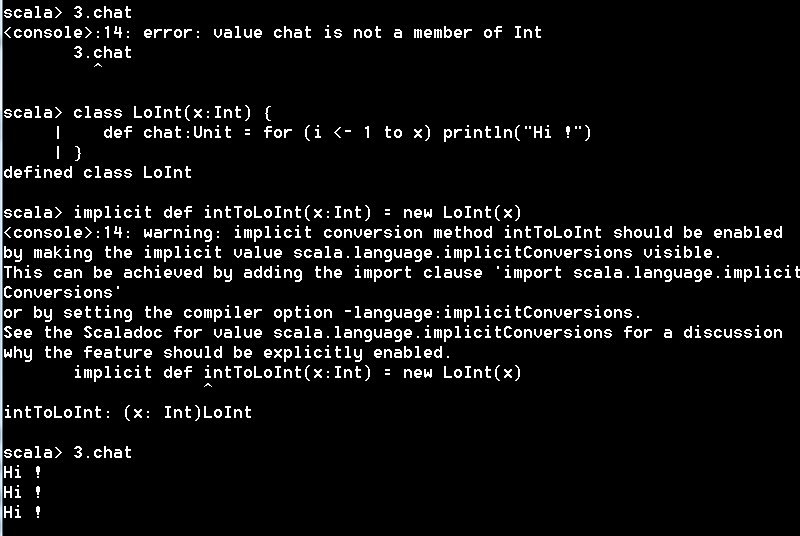 scala> 3.chat
<console>:14: error: value chat is not a member of Int
       3.chat
         ^
scala> class LoInt(x:Int) {
     |    def chat:Unit = for (i <- 1 to x) println("Hi !")
     | }
defined class LoInt
scala> implicit def intToLoInt(x:Int) = new LoInt(x)
<console>:14: warning: implicit conversion method intToLoInt should be enabled
by making the implicit value scala.language.implicitConversions visible.
This can be achieved by adding the import clause 'import scala.language.implicit
Conversions'
or by setting the compiler option -language:implicitConversions.
See the Scaladoc for value scala.language.implicitConversions for a discussion
why the feature should be explicitly enabled.
       implicit def intToLoInt(x:Int) = new LoInt(x)
                    ^
intToLoInt: (x: Int)LoInt
scala> 3.chat
Hi !
Hi !
Hi !